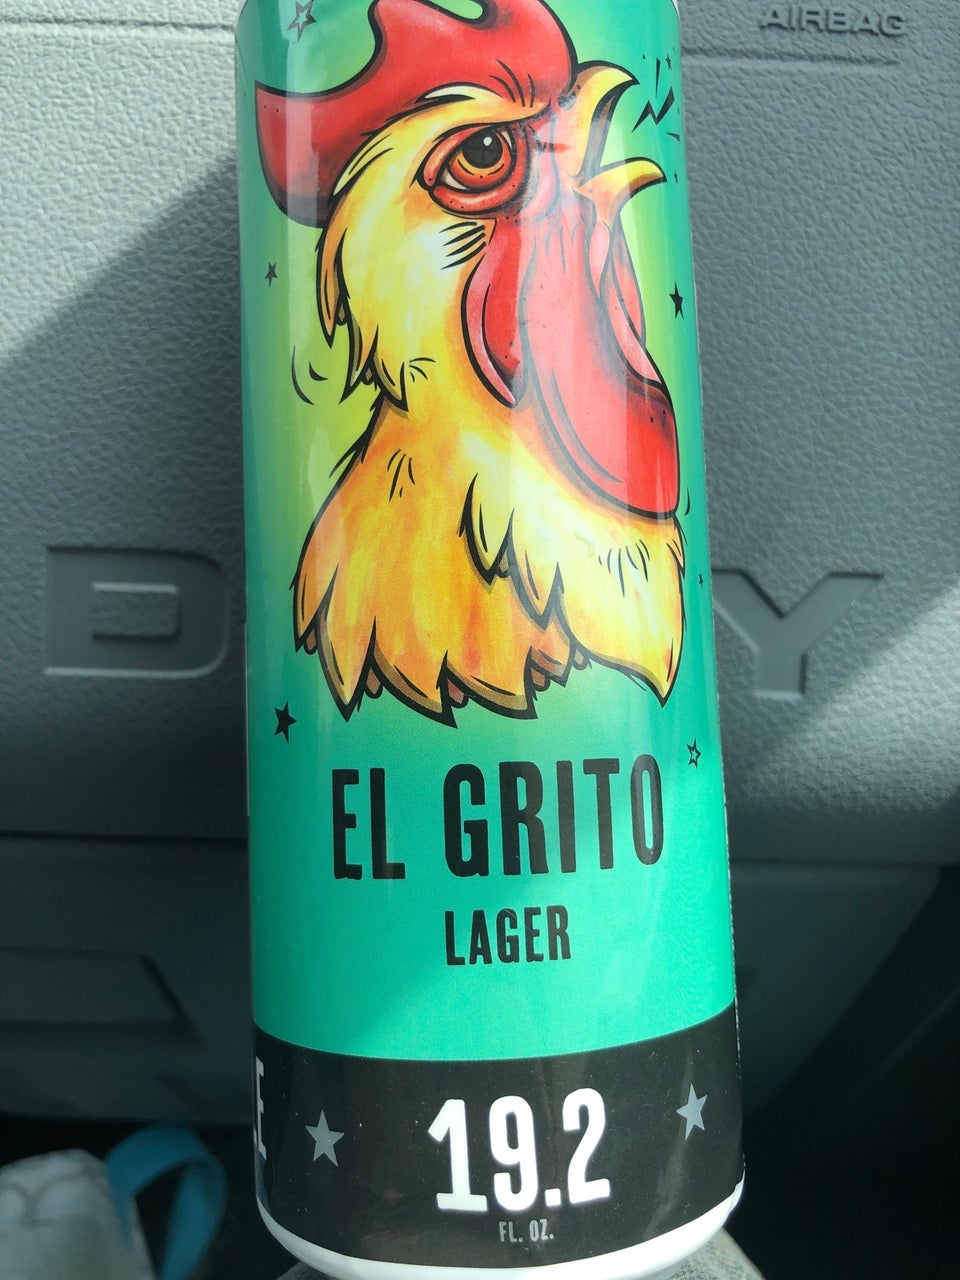 AIRBAG
D Y
EL GRITO
LAGER
E
19.2
FL. OZ.